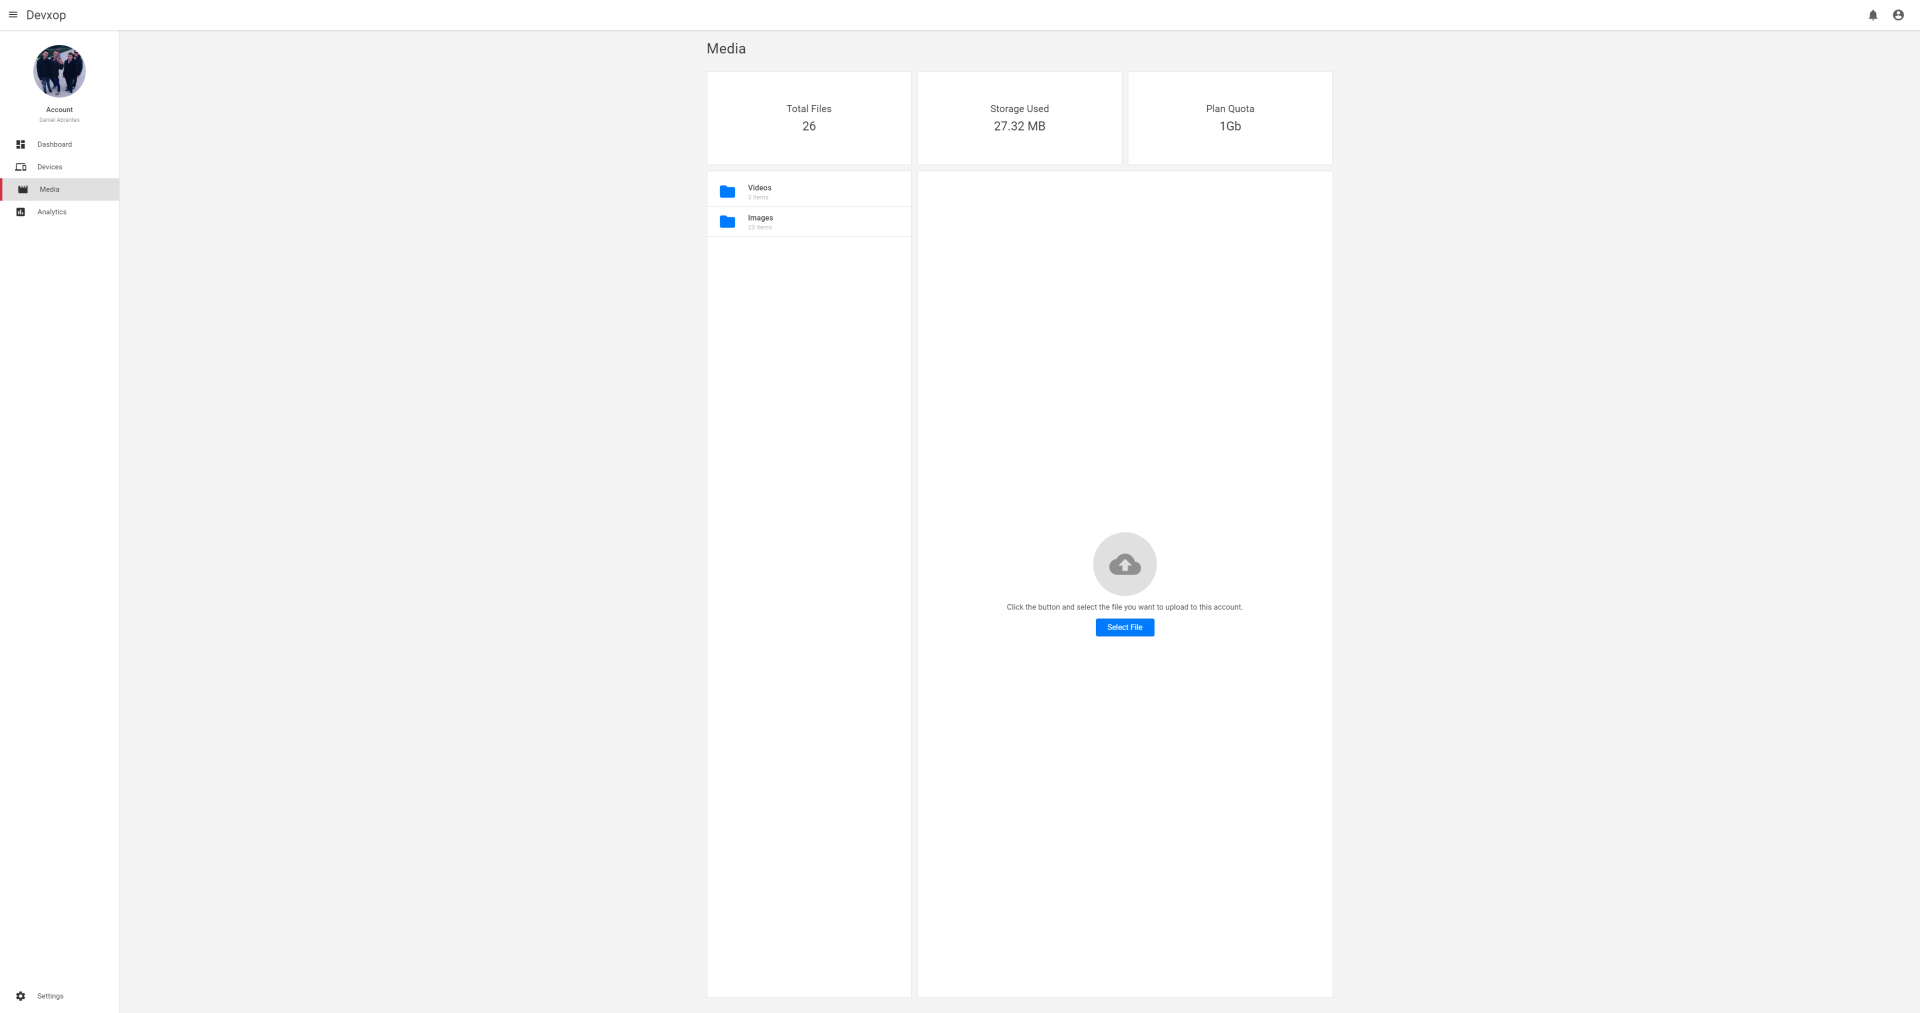 Devxop
Account
Daniel Abrantes
Dashboard
Devices
Media
Analytics
Settings
Media
Total Files
26
Storage Used
27.32 MB
Plan Quota
1Gb
Videos
3 items
Images
23 items
Click the button and select the file you want to upload to this account.
Select File